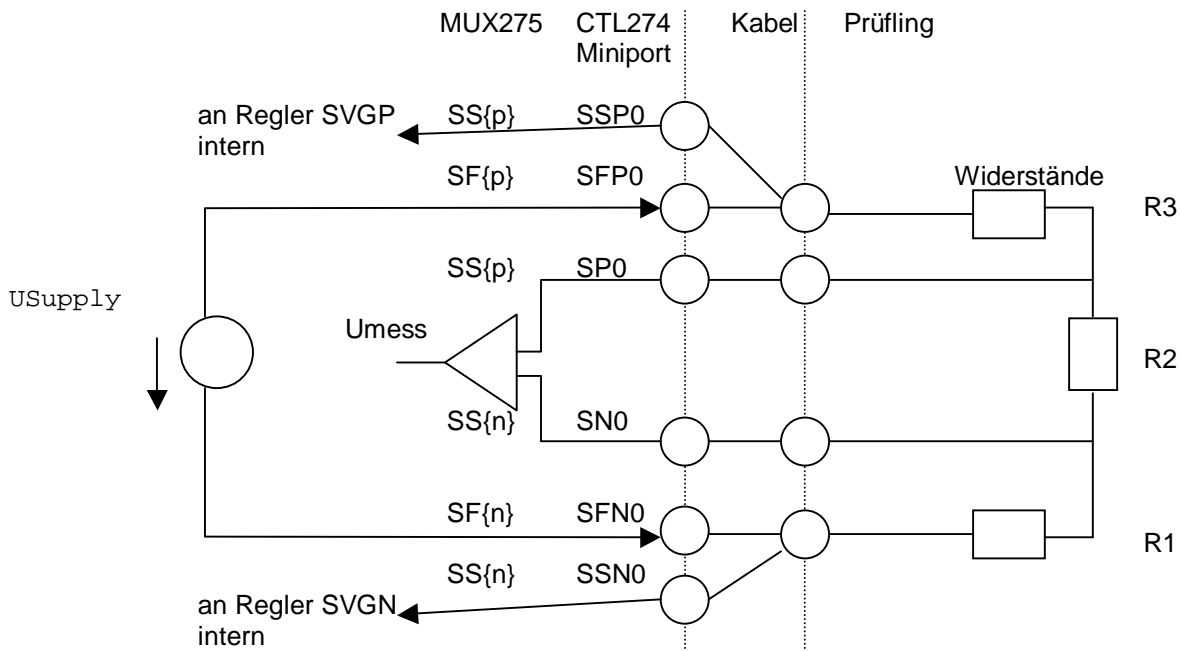 MUX275 CTL274 Kabel Prüfling
Miniport
an Regler SVGP SS{p} SSP0
intern
SF{p} SFP0 Widerstände
R3
SS{p} SP0
USupply
Umess
R2
SS{n} SN0
SF{n} SFN0
R1
SS{n} SSN0
an Regler SVGN
intern